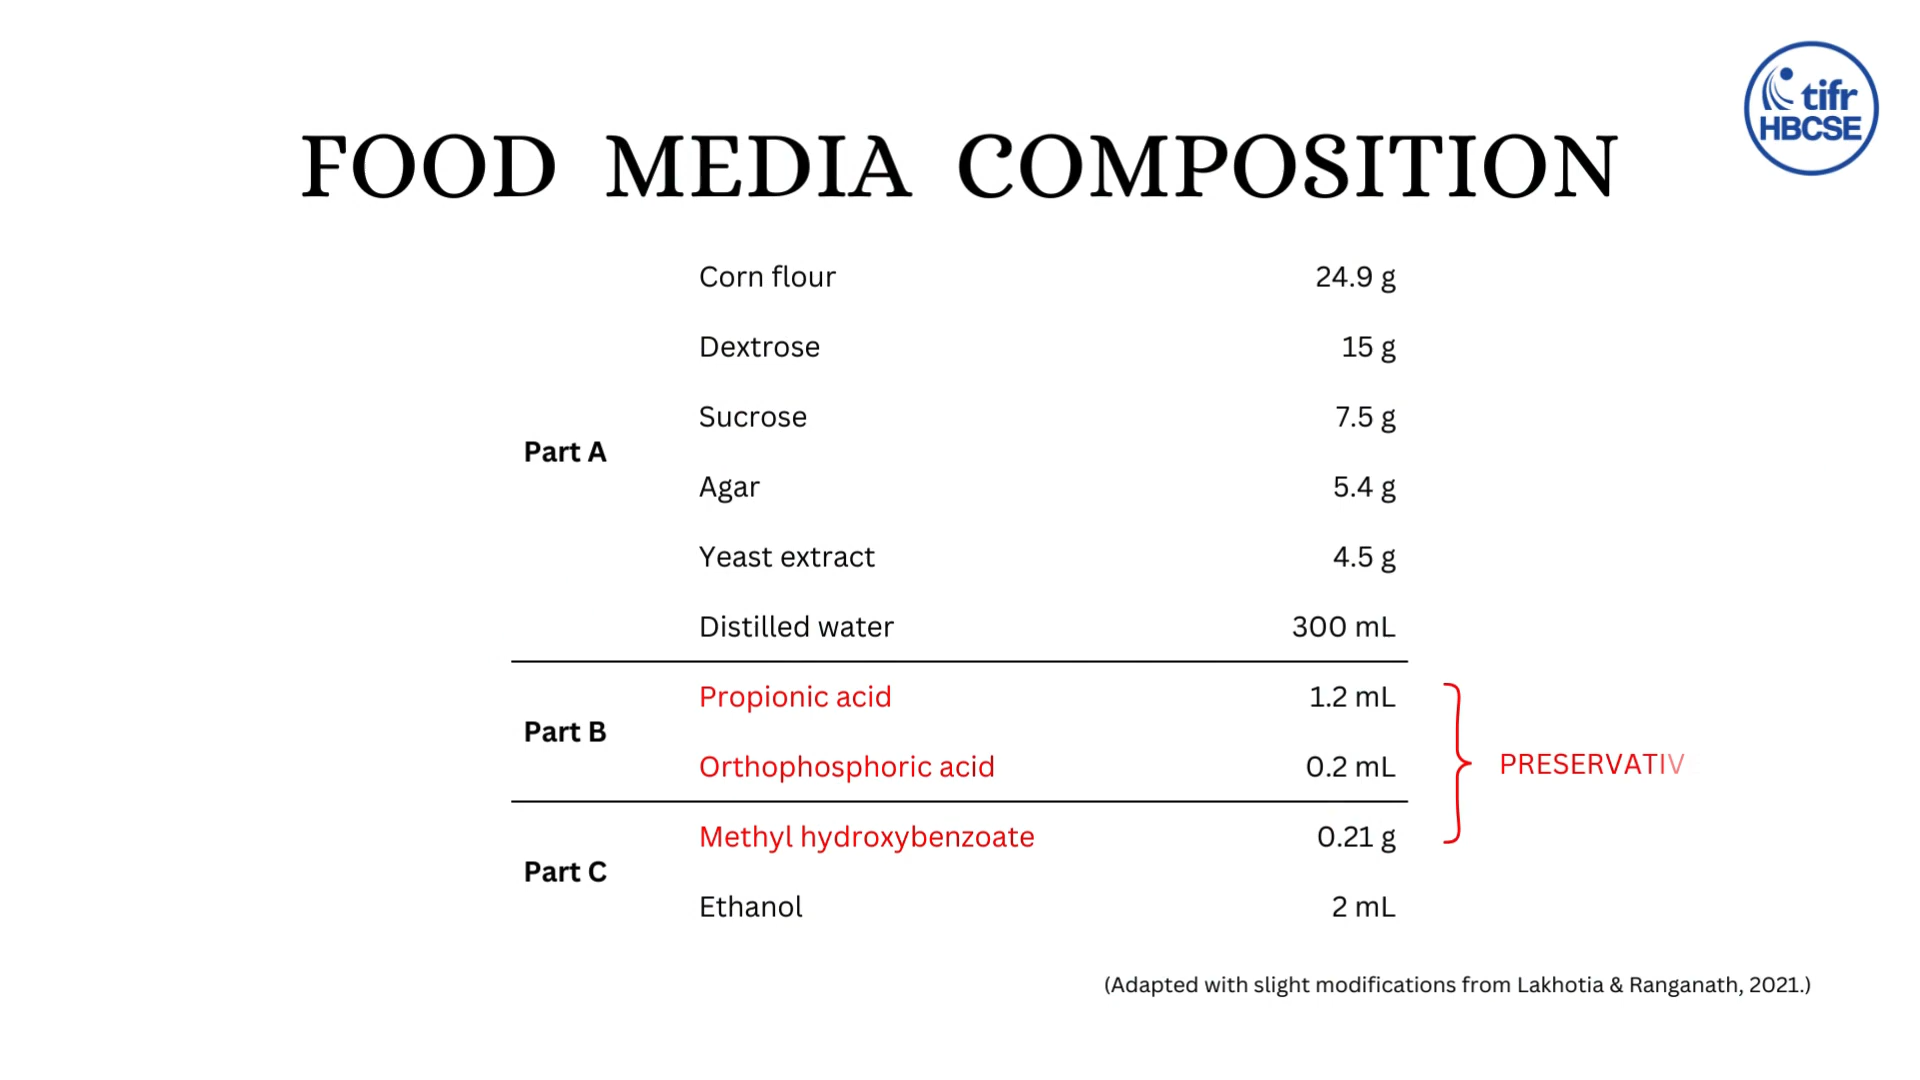 tifr
HBCSE
FOOD MEDIA COMPOSITION
Corn flour 24.9 g
Dextrose 15 g
Sucrose 7.5 g
Part A
Agar 5.4 g
Yeast extract 4.5 g
Distilled water 300 mL
Propionic acid 1.2 mL
Part B
Orthophosphoric acid 0.2 mL
PRESERVATIV
Methyl hydroxybenzoate 0.21 g
Part C
Ethanol 2 mL
(Adapted with slight modifications from Lakhotia & Ranganath, 2021.)